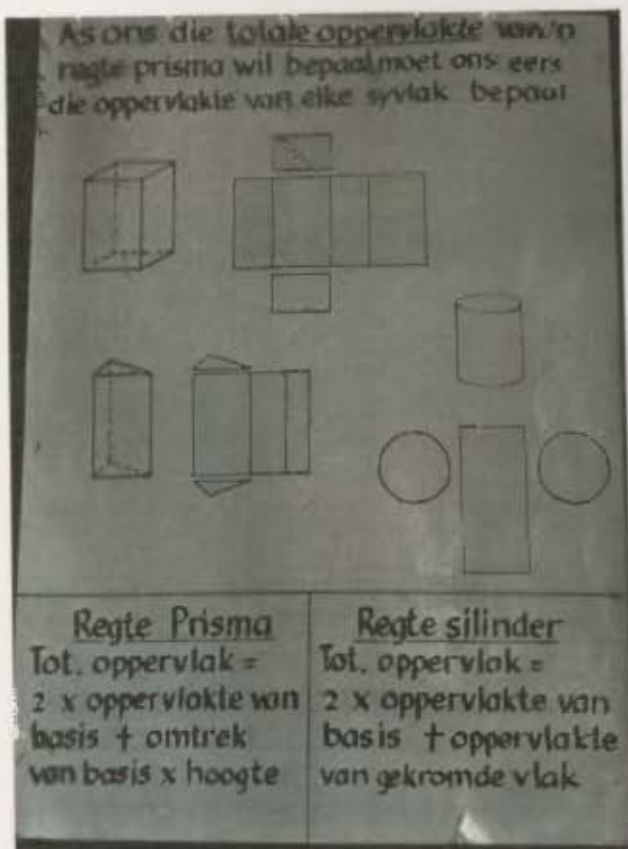 As ons die totale oppervlakte van 'n
regte prisma wil bepaal moet ons eers
die oppervlakte van elke syvlak bepaal
Regte Prisma
Tot. oppervlak =
2 x oppervlakte van
basis + omtrek
van basis x hoogte
Regte silinder
Tot. oppervlak =
2 x oppervlakte van
basis + oppervlakte
van gekromde vlak